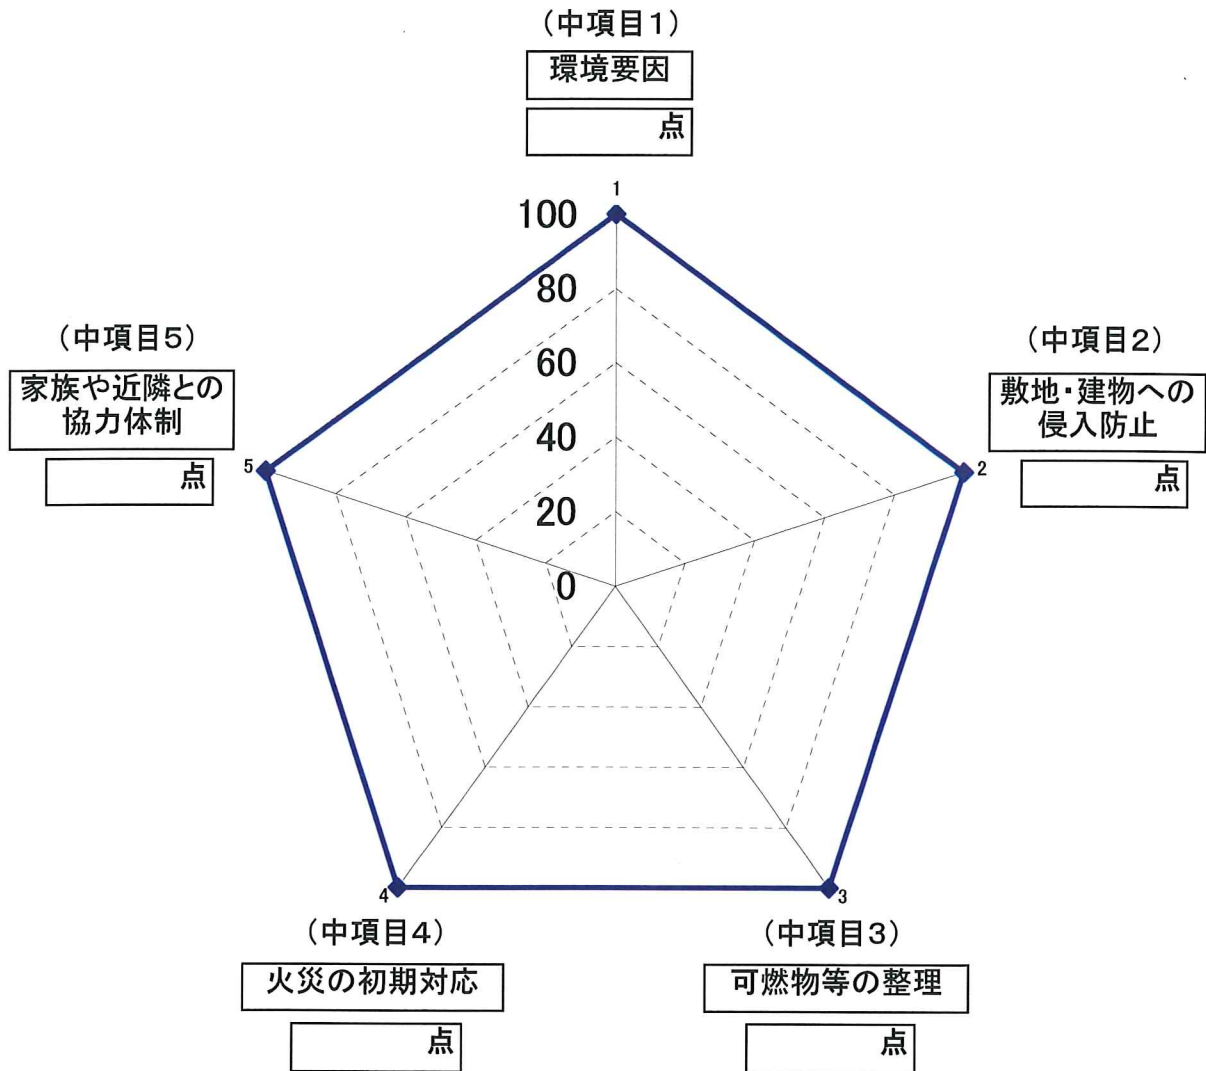 （中項目1）
環境要因
点
1
100
80
60
40
20
0
（中項目5）
家族や近隣との
協力体制
点
5
（中項目2）
敷地・建物への
侵入防止
点
2
4
3
（中項目4）
火災の初期対応
点
（中項目3）
可燃物等の整理
点